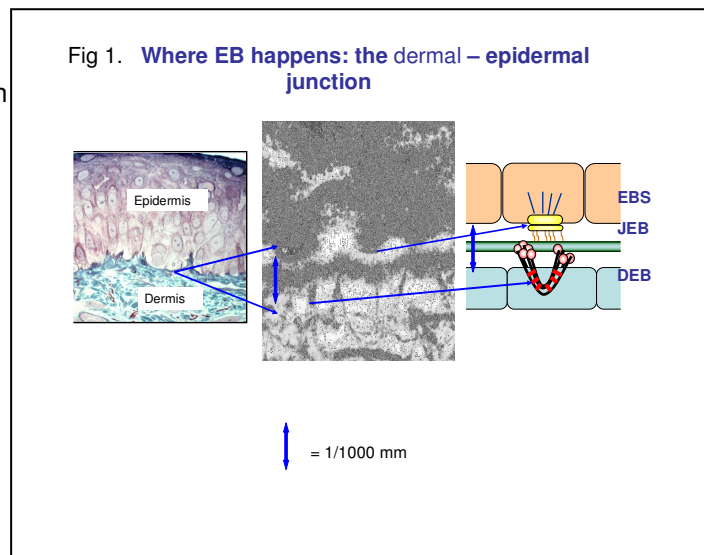 Fig 1. Where EB happens: the dermal – epidermal
junction
Epidermis
Dermis
EBS
JEB
DEB
= 1/1000 mm